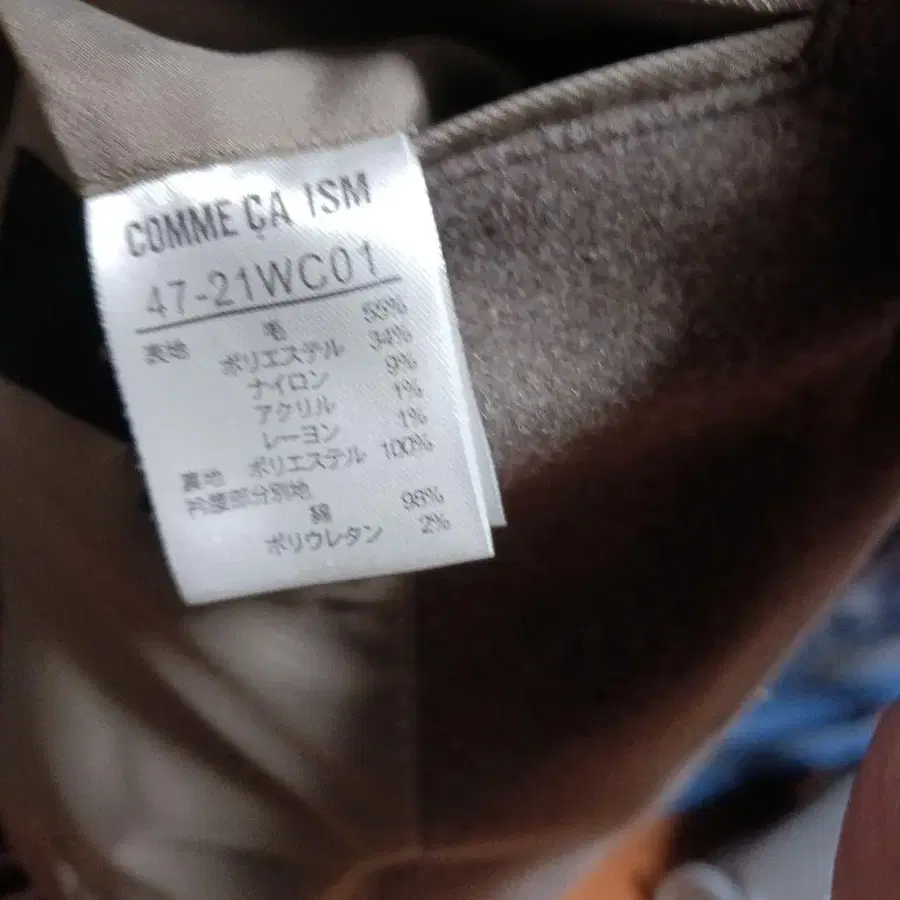 COMME ÇA ISM
47-21WC01
表地 毛 55%
ポリエステル 34%
ナイロン 9%
アクリル 1%
レーヨン 1%
裏地 ポリエステル 100%
衿腰部分別地
綿 98%
ポリウレタン 2%